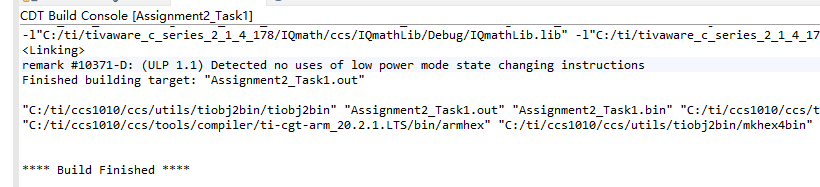 CDT Build Console [Assignment2_Task1]
-l"C:/ti/tivaware_c_series_2_1_4_178/IQmath/ccs/IQmathLib/Debug/IQmathLib.lib" -l"C:/ti/tivaware_c_series_2_1_4_17
<Linking>
remark #10371-D: (ULP 1.1) Detected no uses of low power mode state changing instructions
Finished building target: "Assignment2_Task1.out"
"C:/ti/ccs1010/ccs/utils/tiobj2bin/tiobj2bin" "Assignment2_Task1.out" "Assignment2_Task1.bin" "C:/ti/ccs1010/ccs/t
"C:/ti/ccs1010/ccs/tools/compiler/ti-cgt-arm_20.2.1.LTS/bin/armhex" "C:/ti/ccs1010/ccs/utils/tiobj2bin/mkhex4bin"
**** Build Finished ****